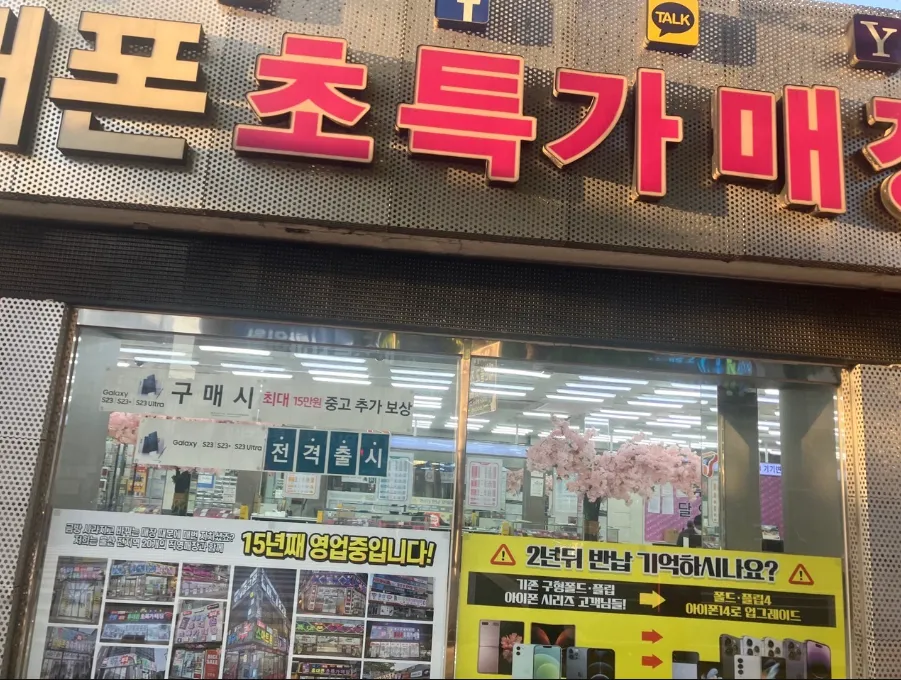 폰 초특가매장
TALK
Y
Galaxy
S23 S23+ S23 Ultra
구매시 최대 15만원 중고 추가 보상
Galaxy S23 S23+ S23 Ultra
전격출시
15년째 영업중입니다!
2년뒤 반납 기억하시나요?
기존 구형폴드·플립
아이폰 시리즈 고객님들!
폴드·플립4
아이폰14로 업그레이드